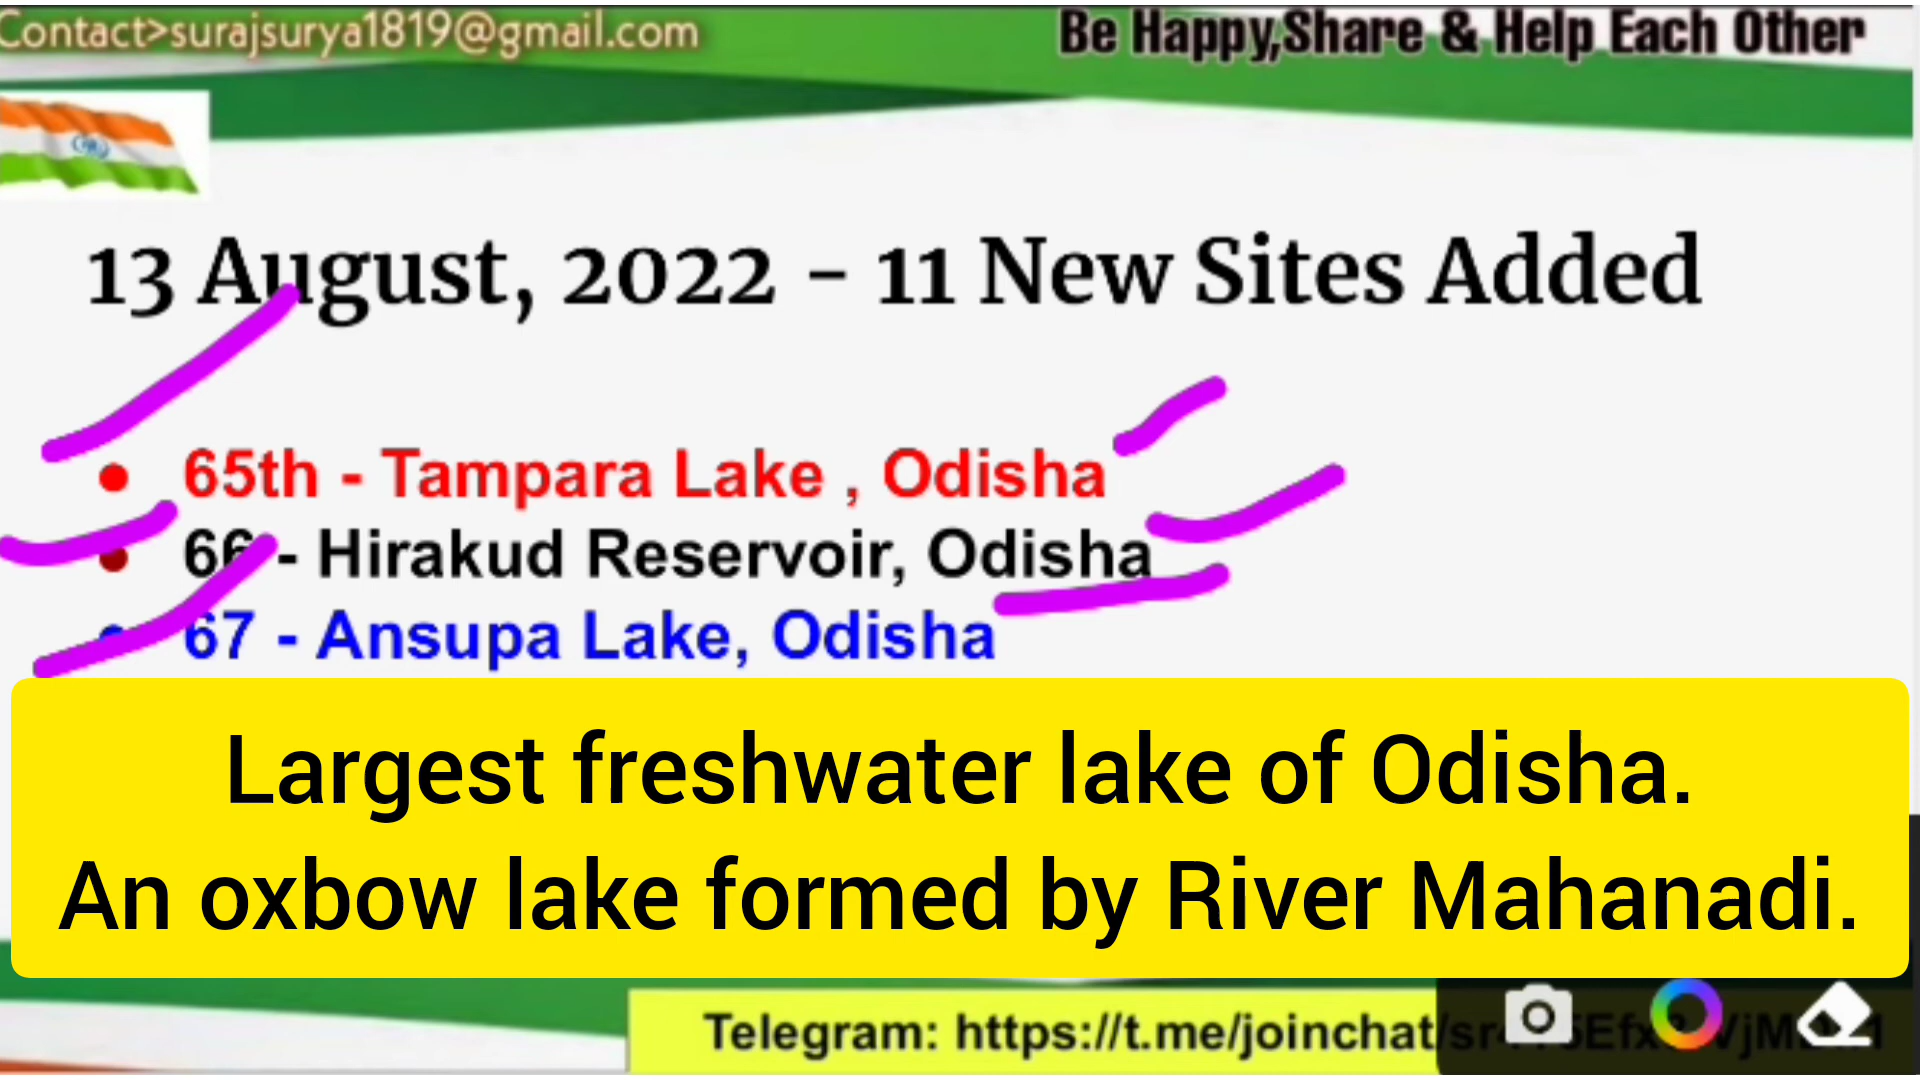 Contact>surajsurya1819@gmail.com
Be Happy,Share & Help Each Other
13 August, 2022 - 11 New Sites Added
65th - Tampara Lake , Odisha
66 - Hirakud Reservoir, Odisha
67 - Ansupa Lake, Odisha
Largest freshwater lake of Odisha.
An oxbow lake formed by River Mahanadi.
Telegram: https://t.me/joinchat/